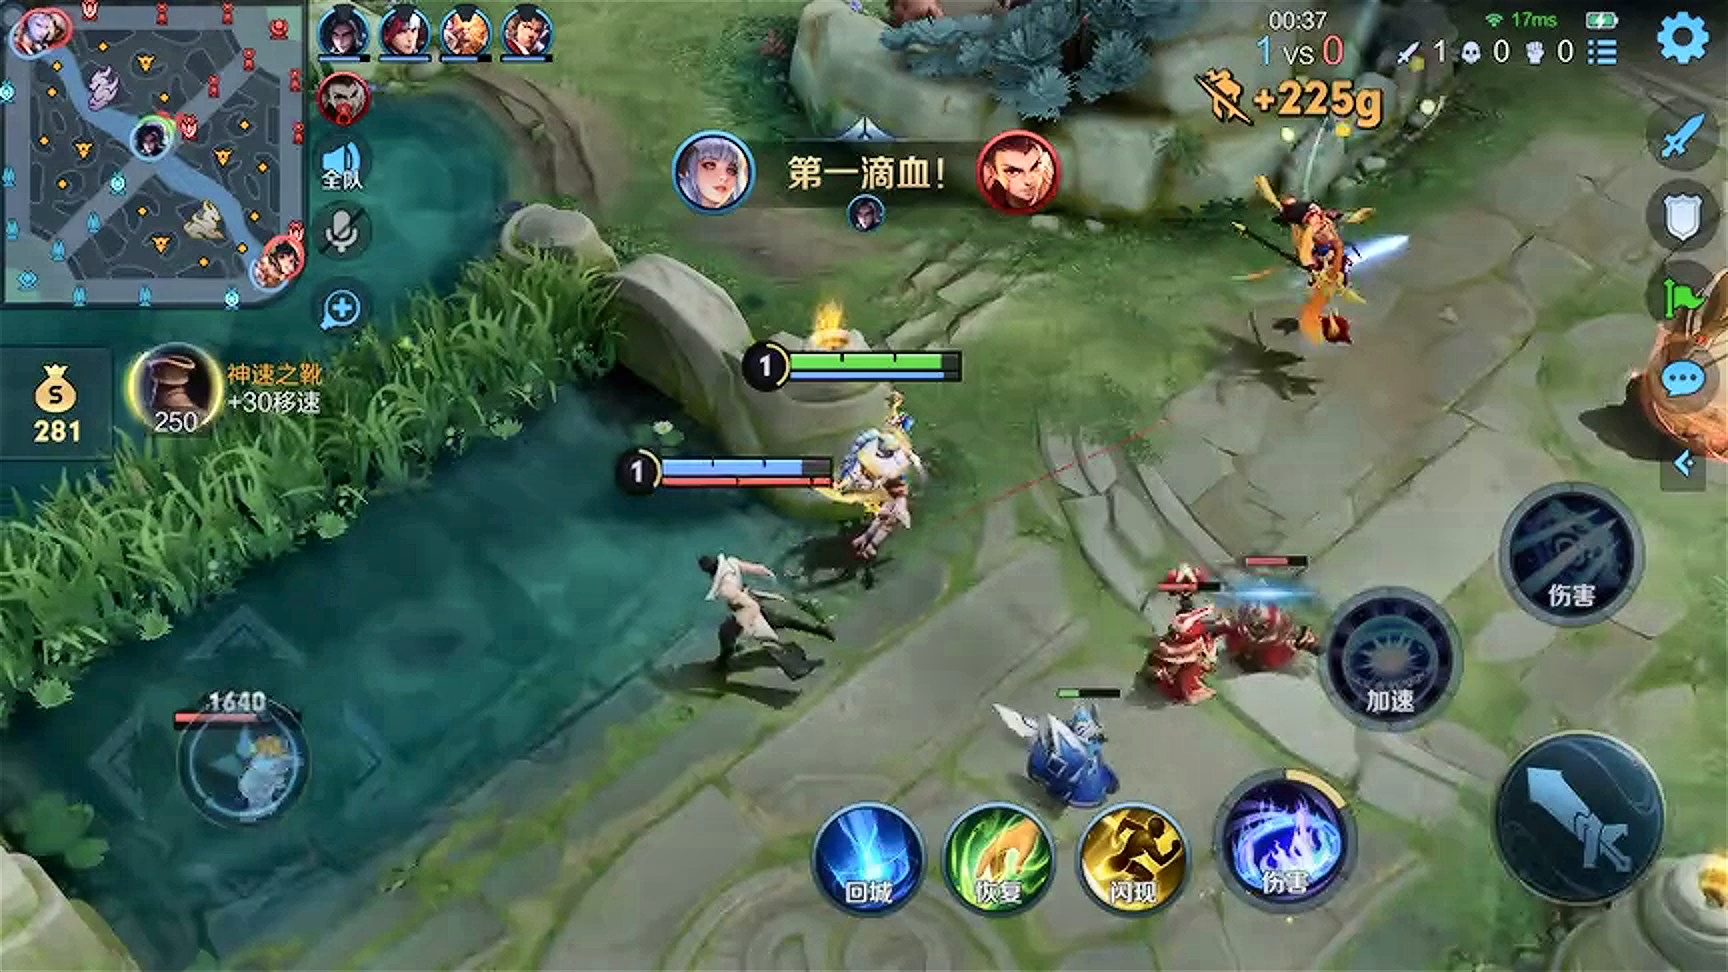 00:37
17ms
1 VS 0
1
0
0
+225g
第一滴血！
全队
神速之靴
+30移速
250
281
1
1
1640
伤害
加速
回城
恢复
闪现
伤害